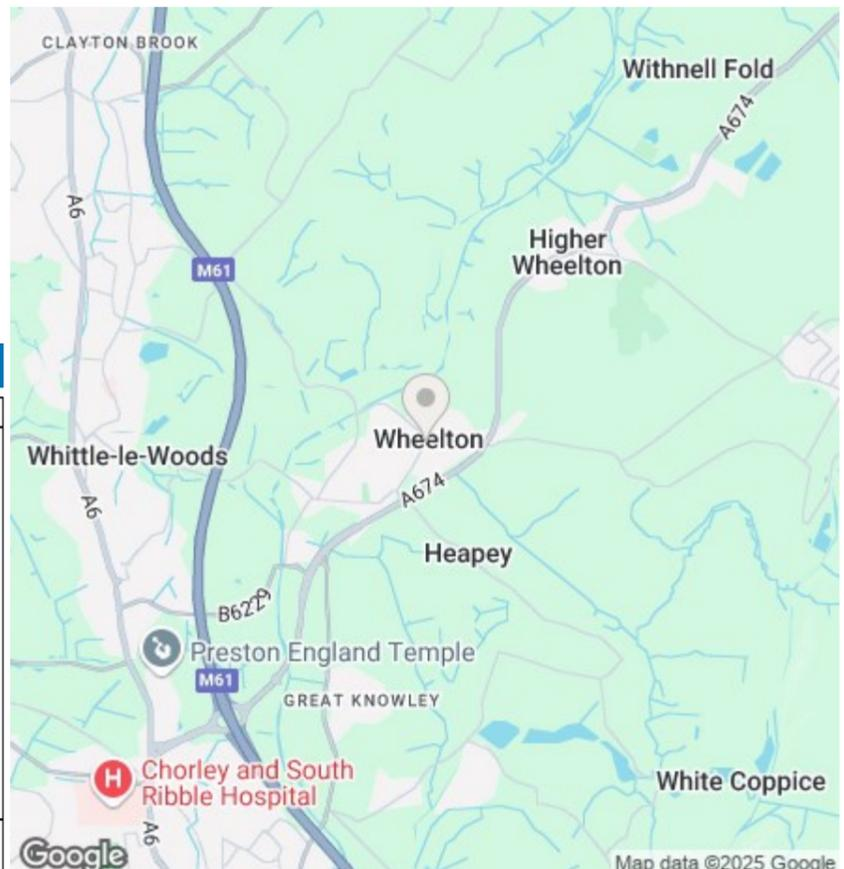 CLAYTON BROOK
Withnell Fold
A674
A6
Higher
Wheelton
M61
Wheelton
Whittle-le-Woods
A674
A6
Heapey
B6229
Preston England Temple
M61
GREAT KNOWLEY
H
Chorley and South
Ribble Hospital
White Coppice
A6
Google
Map data ©2025 Google